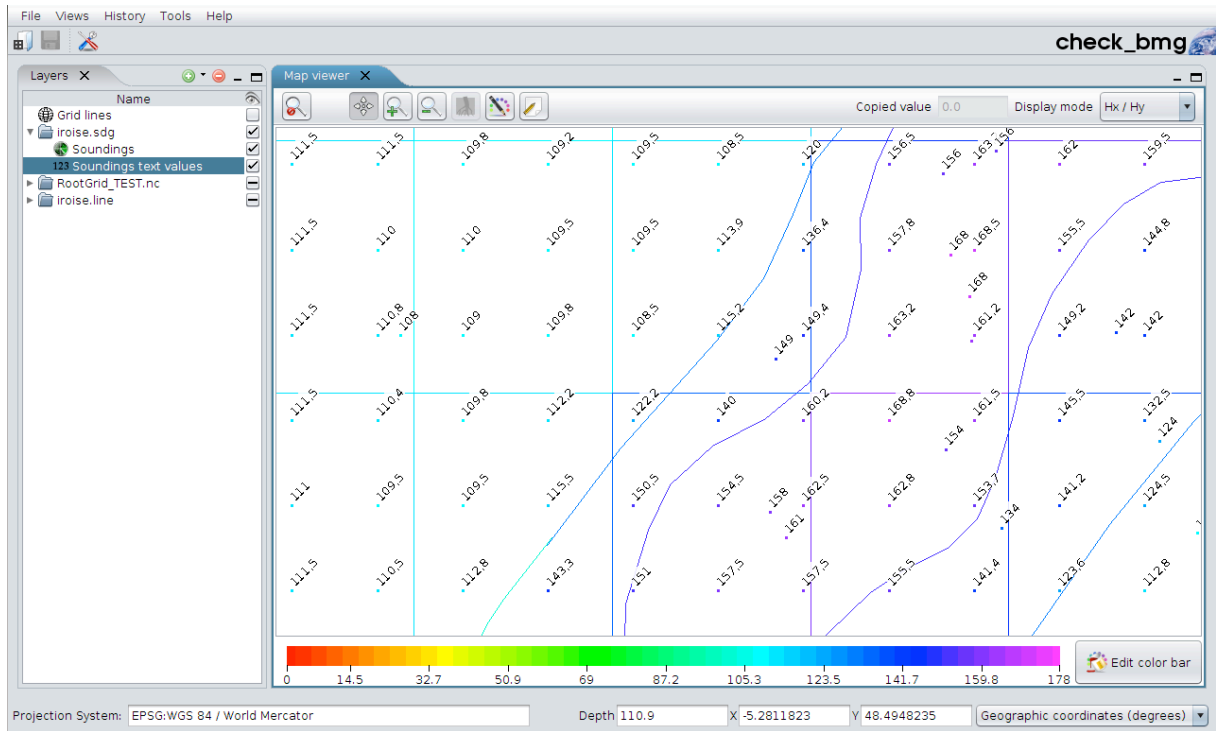 File Views History Tools Help
check_bmg
Layers X
Map viewer X
Name
Grid lines
iroise.sdg
Soundings
123 Soundings text values
RootGrid_TEST.nc
iroise.line
Copied value 0.0 Display mode Hx / Hy
111,5 111,5 109,8 109,2 109,5 108,5 120 156,5 156 163 156 162 159,5
111,5 110 110 109,5 109,5 113,9 136,4 157,8 168 168,5 155,5 144,8
168
111,5 110,8 108 109 109,8 108,5 115,2 149,4 163,2 161,2 149,2 142 142
149
111,5 110,4 109,8 112,2 122,2 140 160,2 168,8 161,5 145,5 132,5
154 124
111 109,5 109,5 115,5 150,5 154,5 158 162,5 162,8 153,7 141,2 124,5
161 134
111,5 110,5 112,8 143,3 151 157,5 157,5 155,5 141,4 123,6 112,8
0 14.5 32.7 50.9 69 87.2 105.3 123.5 141.7 159.8 178
Edit color bar
Projection System: EPSG:WGS 84 / World Mercator Depth 110.9 X -5.2811823 Y 48.4948235 Geographic coordinates (degrees)